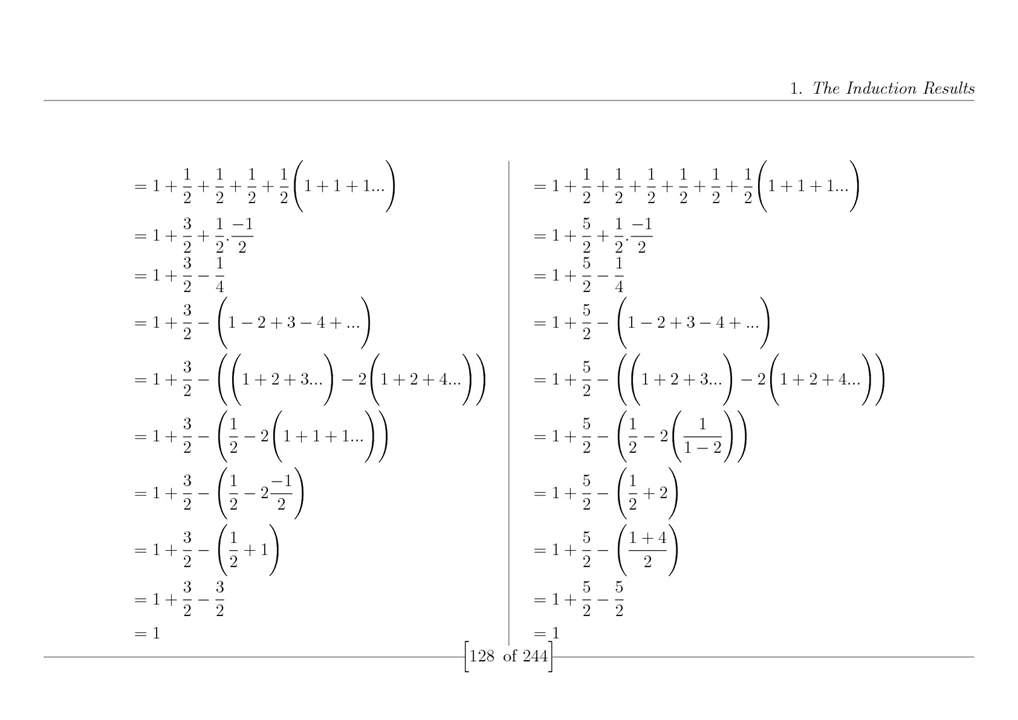 1. The Induction Results
= 1 + 1/2 + 1/2 + 1/2 + 1/2 (1 + 1 + 1...)
= 1 + 3/2 + 1/2 . −1/2
= 1 + 3/2 − 1/4
= 1 + 3/2 − (1 − 2 + 3 − 4 + ...)
= 1 + 3/2 − ((1 + 2 + 3...) − 2(1 + 2 + 4...))
= 1 + 3/2 − (1/2 − 2(1 + 1 + 1...))
= 1 + 3/2 − (1/2 − 2 −1/2)
= 1 + 3/2 − (1/2 + 1)
= 1 + 3/2 − 3/2
= 1
= 1 + 1/2 + 1/2 + 1/2 + 1/2 + 1/2 + 1/2 (1 + 1 + 1...)
= 1 + 5/2 + 1/2 . −1/2
= 1 + 5/2 − 1/4
= 1 + 5/2 − (1 − 2 + 3 − 4 + ...)
= 1 + 5/2 − ((1 + 2 + 3...) − 2(1 + 2 + 4...))
= 1 + 5/2 − (1/2 − 2(1/(1 − 2)))
= 1 + 5/2 − (1/2 + 2)
= 1 + 5/2 − ((1 + 4)/2)
= 1 + 5/2 − 5/2
= 1
[128 of 244]